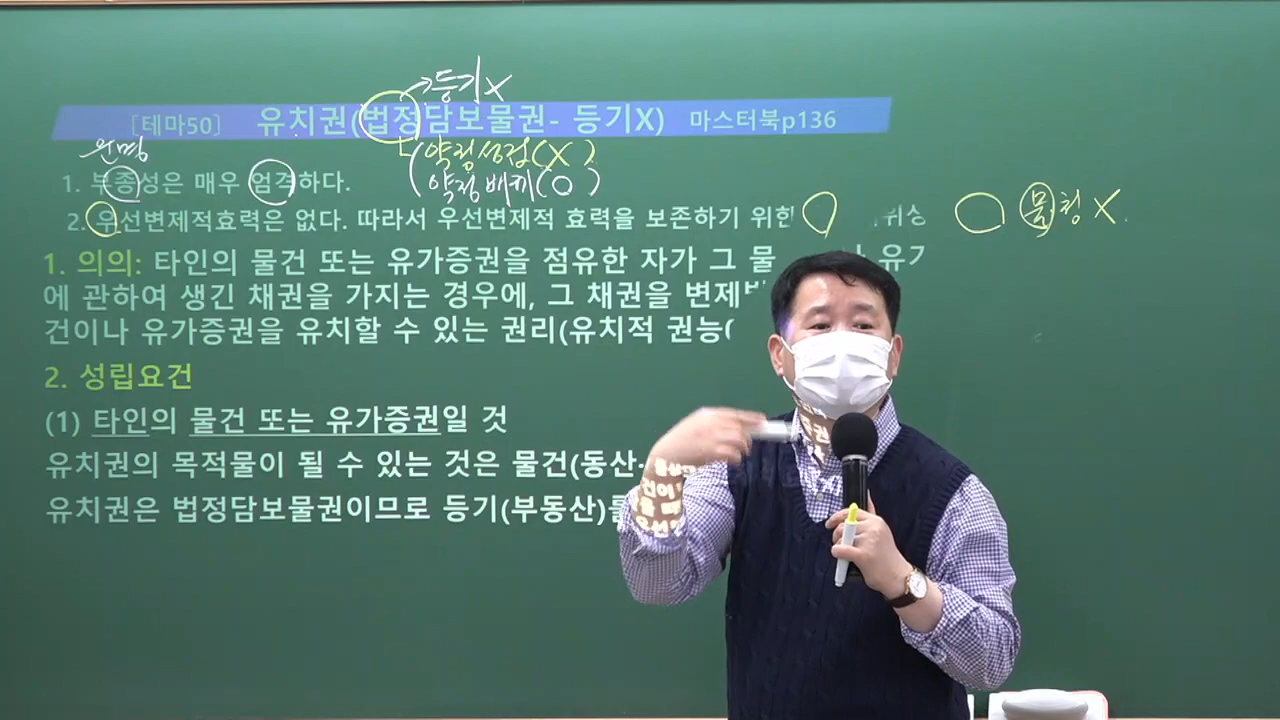 등기X
[테마50] 유치권(법정담보물권- 등기X) 마스터북p136
약정성정(X)
약정배제(O)
1. 부종성은 매우 엄격하다.
2. 우선변제적효력은 없다. 따라서 우선변제적 효력을 보존하기 위한 위상 물청X
1. 의의: 타인의 물건 또는 유가증권을 점유한 자가 그 물 유가
에 관하여 생긴 채권을 가지는 경우에, 그 채권을 변제받
건이나 유가증권을 유치할 수 있는 권리(유치적 권능(
2. 성립요건
(1) 타인의 물건 또는 유가증권일 것
유치권의 목적물이 될 수 있는 것은 물건(동산·
유치권은 법정담보물권이므로 등기(부동산)를